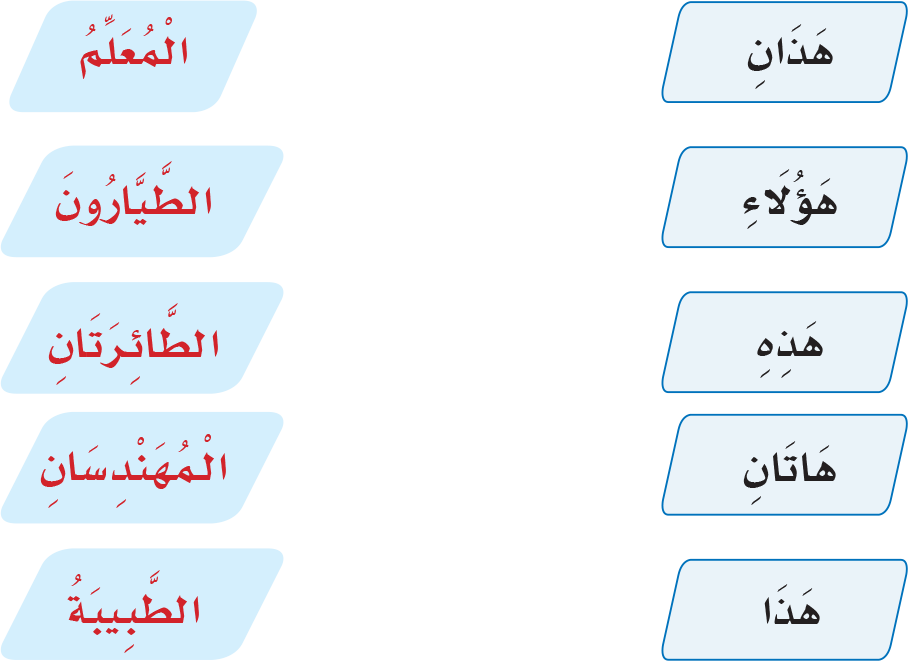 هَذَانِ
الْمُعَلِّمُ
هَؤُلَاءِ
الطَّيَّارُونَ
هَذِهِ
الطَّائِرَتَانِ
هَاتَانِ
الْمُهَنْدِسَانِ
هَذَا
الطَّبِيبَةُ